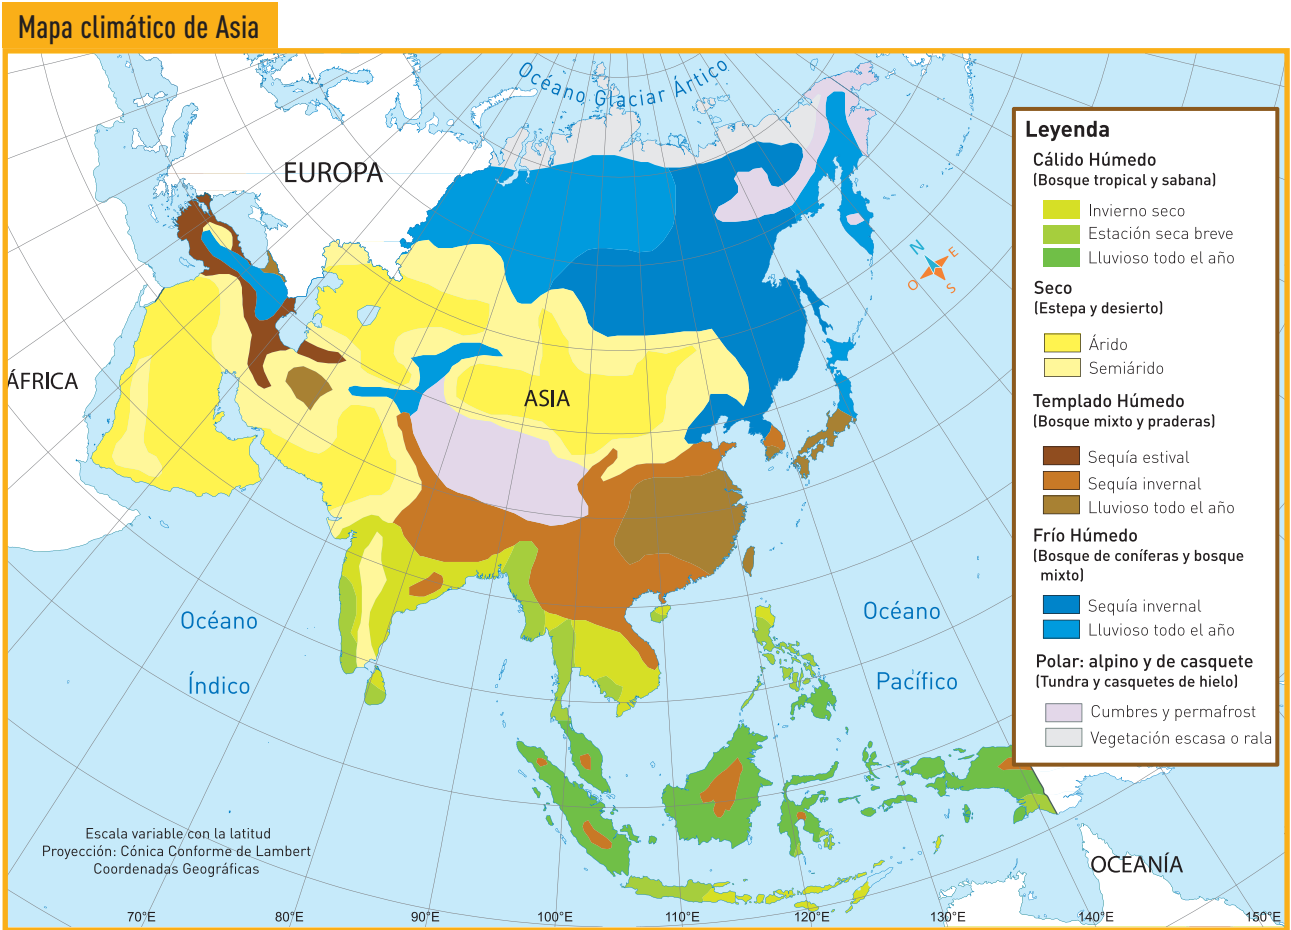 Mapa climático de Asia
Océano Glaciar Ártico
EUROPA
ÁFRICA
ASIA
OCEANÍA
Océano
Índico
Océano
Pacífico
N
E
O
S
Leyenda
Cálido Húmedo
(Bosque tropical y sabana)
Invierno seco
Estación seca breve
Lluvioso todo el año
Seco
(Estepa y desierto)
Árido
Semiárido
Templado Húmedo
(Bosque mixto y praderas)
Sequía estival
Sequía invernal
Lluvioso todo el año
Frío Húmedo
(Bosque de coníferas y bosque
mixto)
Sequía invernal
Lluvioso todo el año
Polar: alpino y de casquete
(Tundra y casquetes de hielo)
Cumbres y permafrost
Vegetación escasa o rala
Escala variable con la latitud
Proyección: Cónica Conforme de Lambert
Coordenadas Geográficas
70°E
80°E
90°E
100°E
110°E
120°E
130°E
140°E
150°E